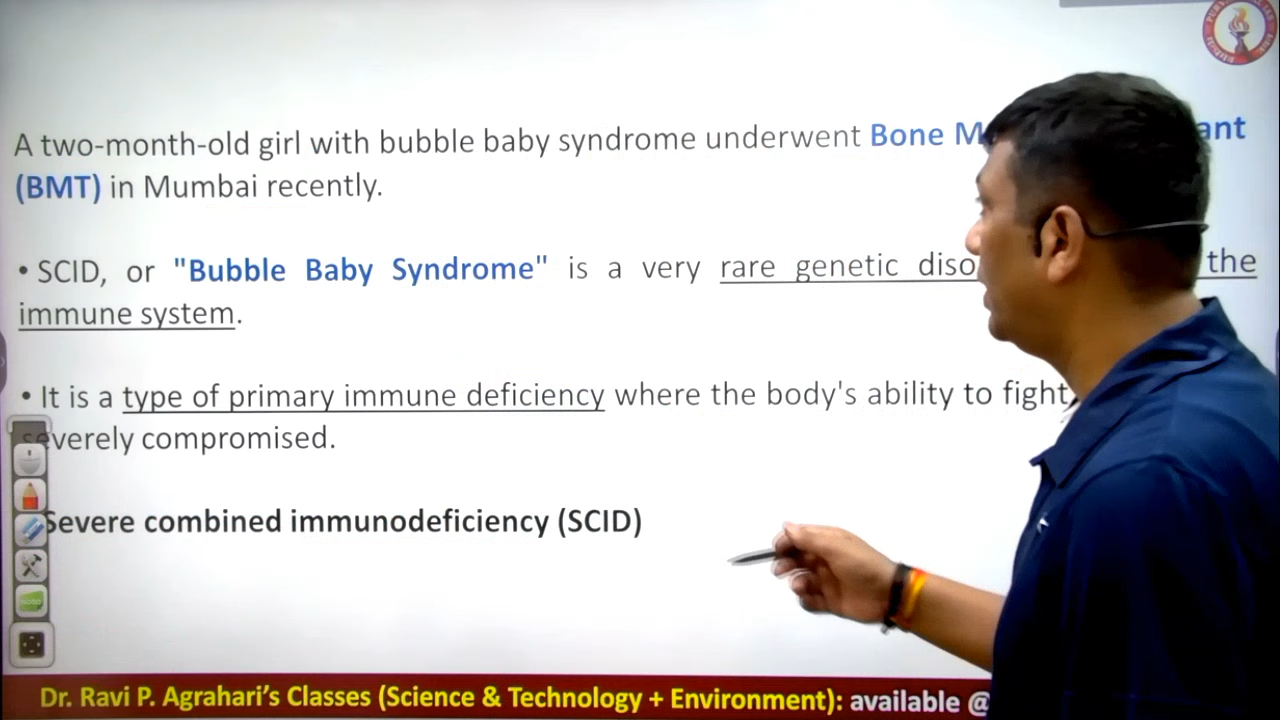 A two-month-old girl with bubble baby syndrome underwent Bone M ant
(BMT) in Mumbai recently.
• SCID, or "Bubble Baby Syndrome" is a very rare genetic diso the
immune system.
• It is a type of primary immune deficiency where the body's ability to fight
severely compromised.
Severe combined immunodeficiency (SCID)
Dr. Ravi P. Agrahari's Classes (Science & Technology + Environment): available @